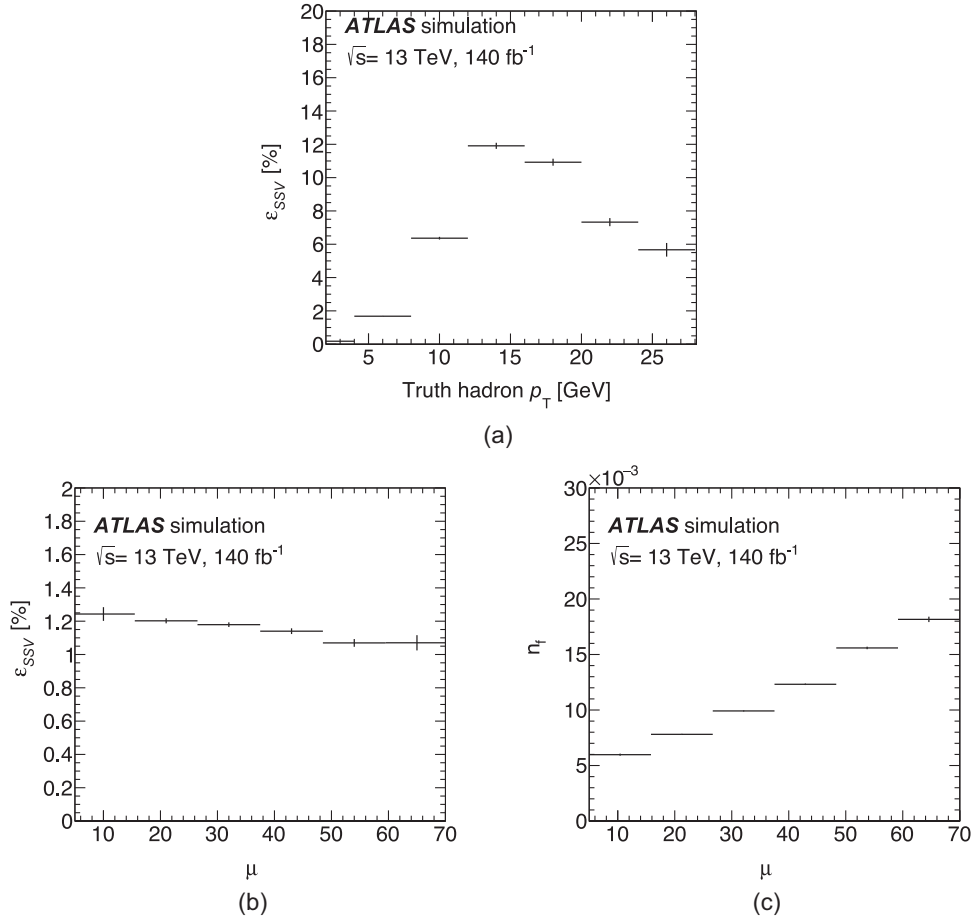 ATLAS simulation
√s= 13 TeV, 140 fb⁻¹
ε_SSV [%]
20
18
16
14
12
10
8
6
4
2
0
5 10 15 20 25
Truth hadron p_T [GeV]
(a)
ATLAS simulation
√s= 13 TeV, 140 fb⁻¹
ε_SSV [%]
2
1.8
1.6
1.4
1.2
1
0.8
0.6
0.4
0.2
0
10 20 30 40 50 60 70
μ
(b)
×10⁻³
ATLAS simulation
√s= 13 TeV, 140 fb⁻¹
n_f
30
25
20
15
10
5
0
10 20 30 40 50 60 70
μ
(c)